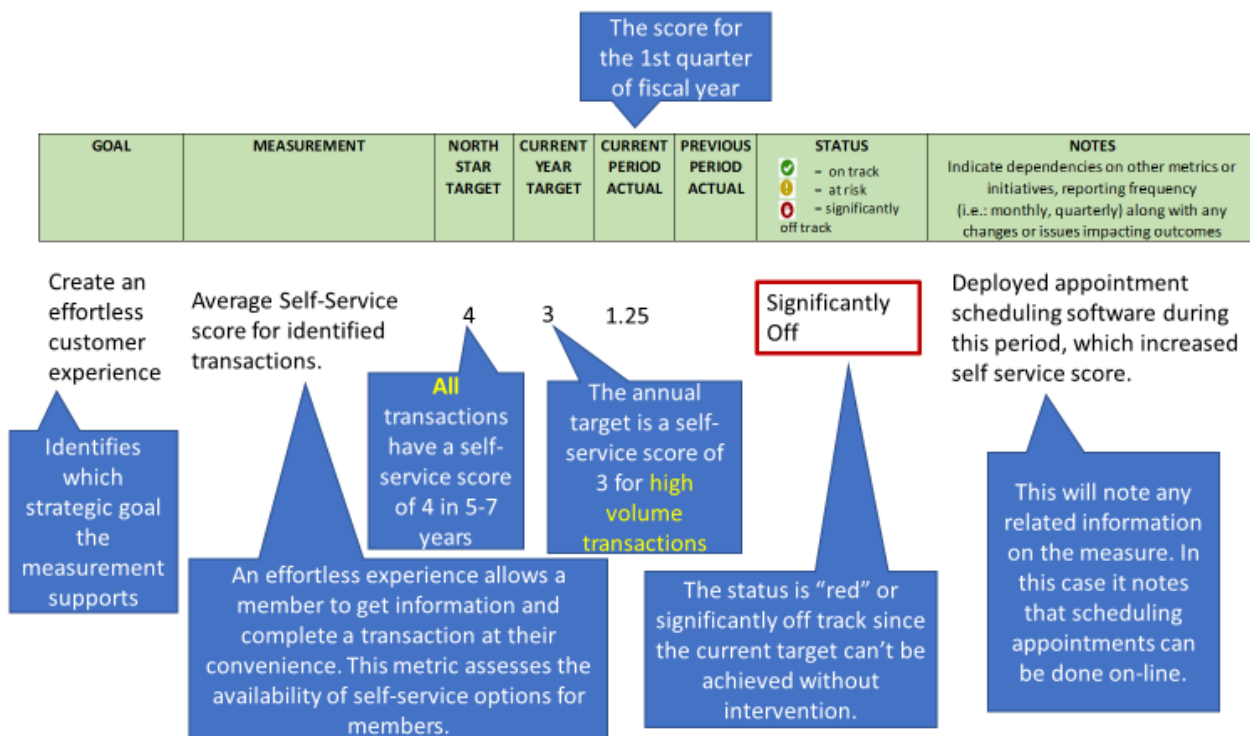 The score for
the 1st quarter
of fiscal year
GOAL
MEASUREMENT
NORTH
STAR
TARGET
CURRENT
YEAR
TARGET
CURRENT
PERIOD
ACTUAL
PREVIOUS
PERIOD
ACTUAL
STATUS
= on track
= at risk
= significantly
off track
NOTES
Indicate dependencies on other metrics or
initiatives, reporting frequency
(i.e.: monthly, quarterly) along with any
changes or issues impacting outcomes
Create an
effortless
customer
experience
Average Self-Service
score for identified
transactions.
4
3
1.25
Significantly
Off
Deployed appointment
scheduling software during
this period, which increased
self service score.
Identifies
which
strategic goal
the
measurement
supports
An effortless experience allows a
member to get information and
complete a transaction at their
convenience. This metric assesses the
availability of self-service options for
members.
All
transactions
have a self-
service score
of 4 in 5-7
years
The annual
target is a self-
service score of
3 for high
volume
transactions
The status is “red” or
significantly off track since
the current target can’t be
achieved without
intervention.
This will note any
related information
on the measure. In
this case it notes
that scheduling
appointments can
be done on-line.